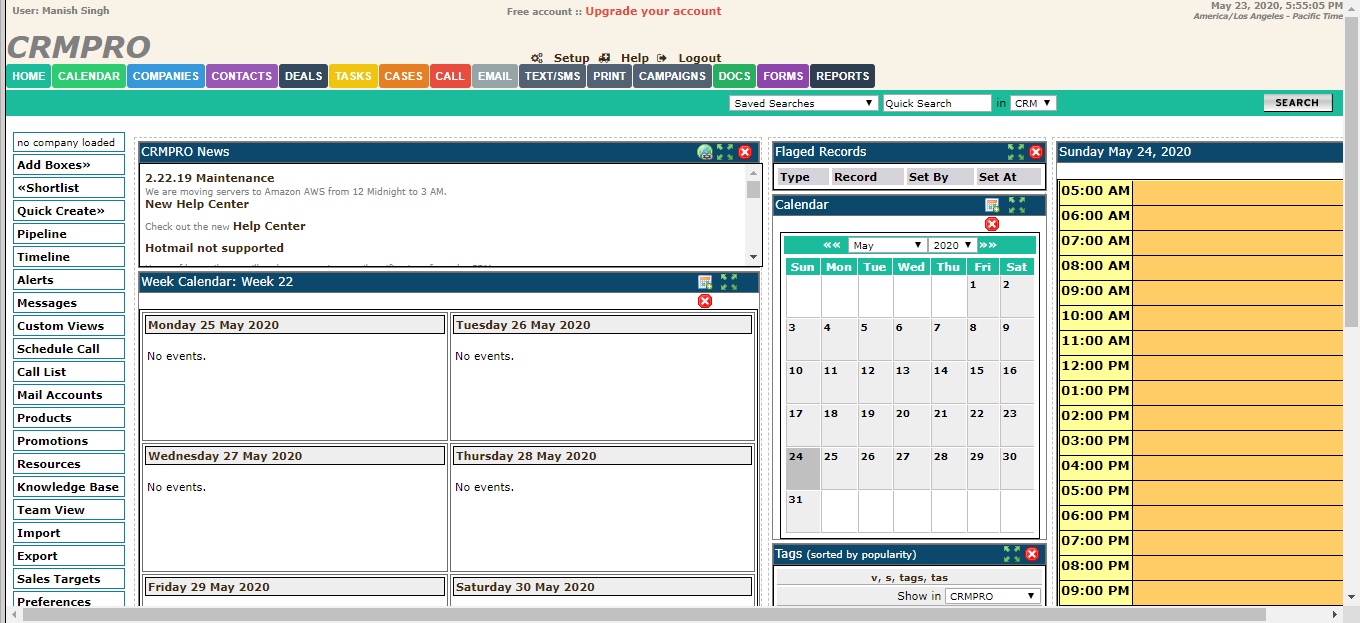 User: Manish Singh
Free account :: Upgrade your account
May 23, 2020, 5:55:05 PM
America/Los Angeles - Pacific Time
CRMPRO
Setup Help Logout
HOME CALENDAR COMPANIES CONTACTS DEALS TASKS CASES CALL EMAIL TEXT/SMS PRINT CAMPAIGNS DOCS FORMS REPORTS
Saved Searches Quick Search in CRM SEARCH
no company loaded
Add Boxes»
«Shortlist
Quick Create»
Pipeline
Timeline
Alerts
Messages
Custom Views
Schedule Call
Call List
Mail Accounts
Products
Promotions
Resources
Knowledge Base
Team View
Import
Export
Sales Targets
Preferences
CRMPRO News
2.22.19 Maintenance
We are moving servers to Amazon AWS from 12 Midnight to 3 AM.
New Help Center
Check out the new Help Center
Hotmail not supported
Week Calendar: Week 22
Monday 25 May 2020
No events.
Tuesday 26 May 2020
No events.
Wednesday 27 May 2020
No events.
Thursday 28 May 2020
No events.
Friday 29 May 2020
Saturday 30 May 2020
Flaged Records
Type Record Set By Set At
Calendar
«« May 2020 »»
Sun Mon Tue Wed Thu Fri Sat
1 2
3 4 5 6 7 8 9
10 11 12 13 14 15 16
17 18 19 20 21 22 23
24 25 26 27 28 29 30
31
Tags (sorted by popularity)
v, s, tags, tas
Show in CRMPRO
Sunday May 24, 2020
05:00 AM
06:00 AM
07:00 AM
08:00 AM
09:00 AM
10:00 AM
11:00 AM
12:00 PM
01:00 PM
02:00 PM
03:00 PM
04:00 PM
05:00 PM
06:00 PM
07:00 PM
08:00 PM
09:00 PM